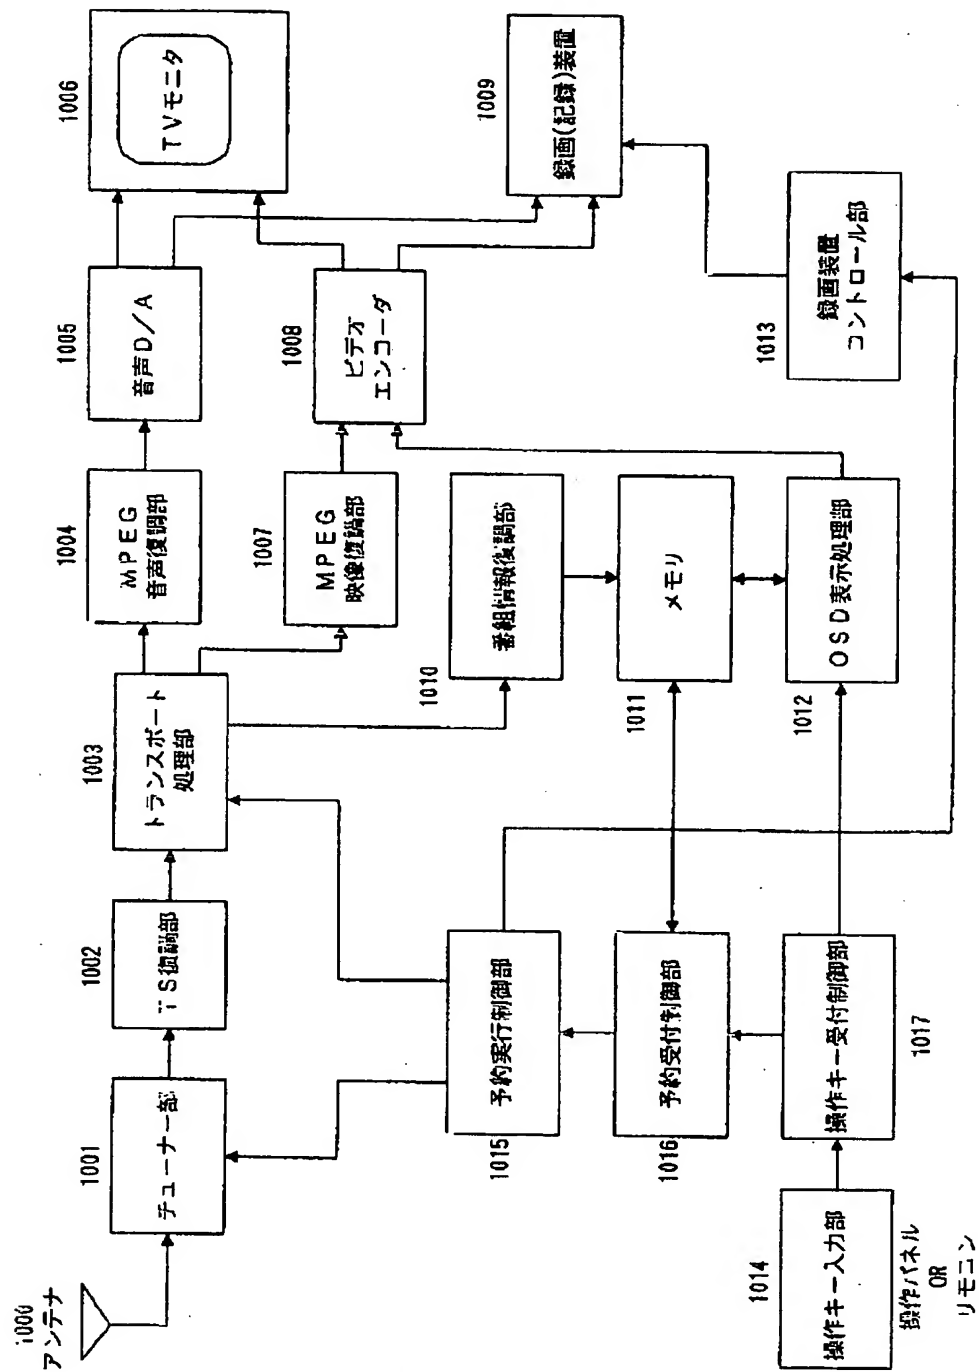 1000
アンテナ
1001
チューナー部
1002
TS復調部
1003
トランスポート
処理部
1004
MPEG
音声復調部
1005
音声D/A
1006
TVモニタ
1007
MPEG
映像復調部
1008
ビデオ
エンコーダ
1009
録画(記録)装置
1010
番組情報復調部
1011
メモリ
1012
OSD表示処理部
1013
録画装置
コントロール部
1015
予約実行制御部
1016
予約受付制御部
1017
操作キー受付制御部
1014
操作キー入力部
操作パネル
OR
リモコン